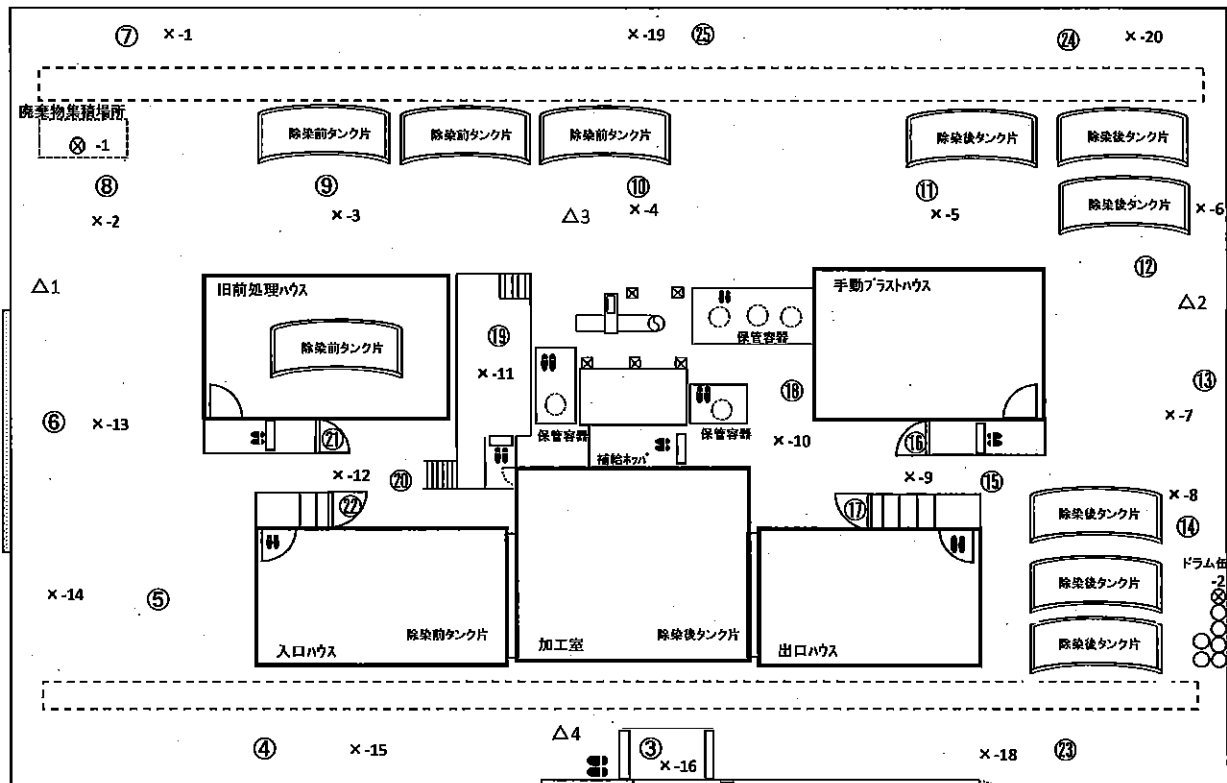 ⑦ ×-1 ×-19 ㉕ ㉔ ×-20
廃棄物集積場所
⊗ -1
除染前タンク片 除染前タンク片 除染前タンク片 除染後タンク片 除染後タンク片
⑧ ⑨ ⑩ ⑪ 除染後タンク片
×-2 ×-3 △3 ×-4 ×-5 ×-6
⑫
△1 旧前処理ハウス 手動ブラストハウス △2
⑲ 保管容器
除染前タンク片
×-11 ⑱ ⑬
⑥ ×-13 ×-7
㉑ 保管容器 保管容器 ×-10 ⑯
補給ホッパ
×-12 ⑳ ×-9 ⑮
㉒ ⑰ 除染後タンク片 ×-8
⑭
ドラム缶
除染後タンク片 -2
×-14 ⑤
除染前タンク片 除染後タンク片 除染後タンク片
入口ハウス 加工室 出口ハウス
④ ×-15 △4 ③ ×-16 ×-18 ㉓